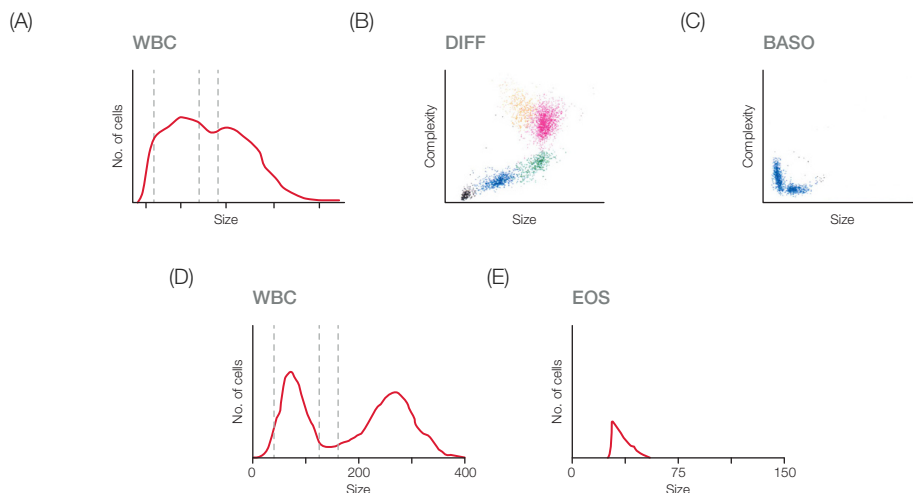 (A)
WBC
No. of cells
Size
(B)
DIFF
Complexity
Size
(C)
BASO
Complexity
Size
(D)
WBC
No. of cells
0 200 400
Size
(E)
EOS
No. of cells
0 75 150
Size